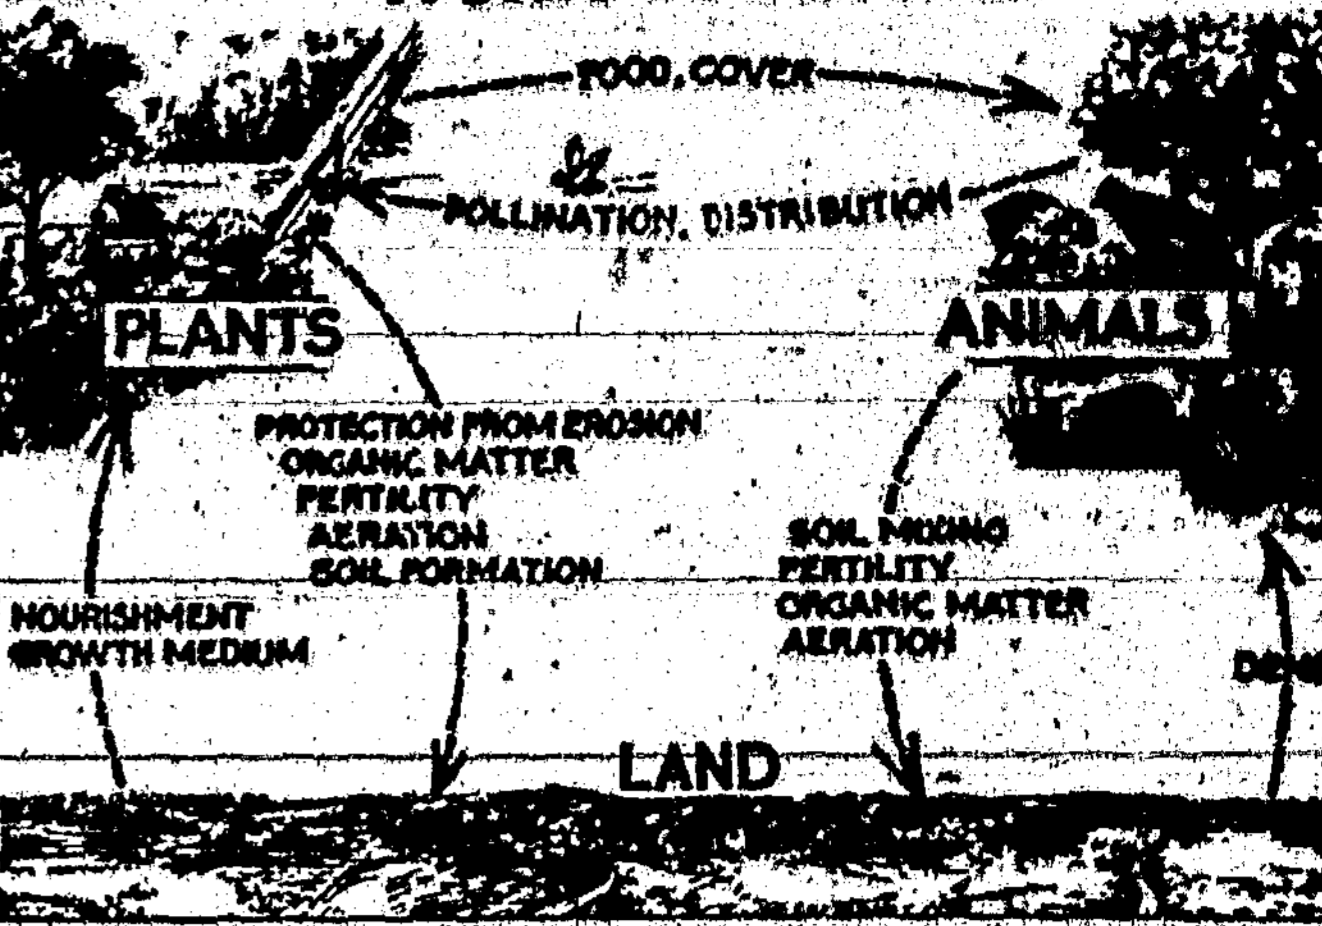 FOOD, COVER
POLLINATION, DISTRIBUTION
PLANTS
ANIMALS
PROTECTION FROM EROSION
ORGANIC MATTER
FERTILITY
AERATION
SOIL FORMATION
SOIL MIXING
FERTILITY
ORGANIC MATTER
AERATION
NOURISHMENT
GROWTH MEDIUM
LAND